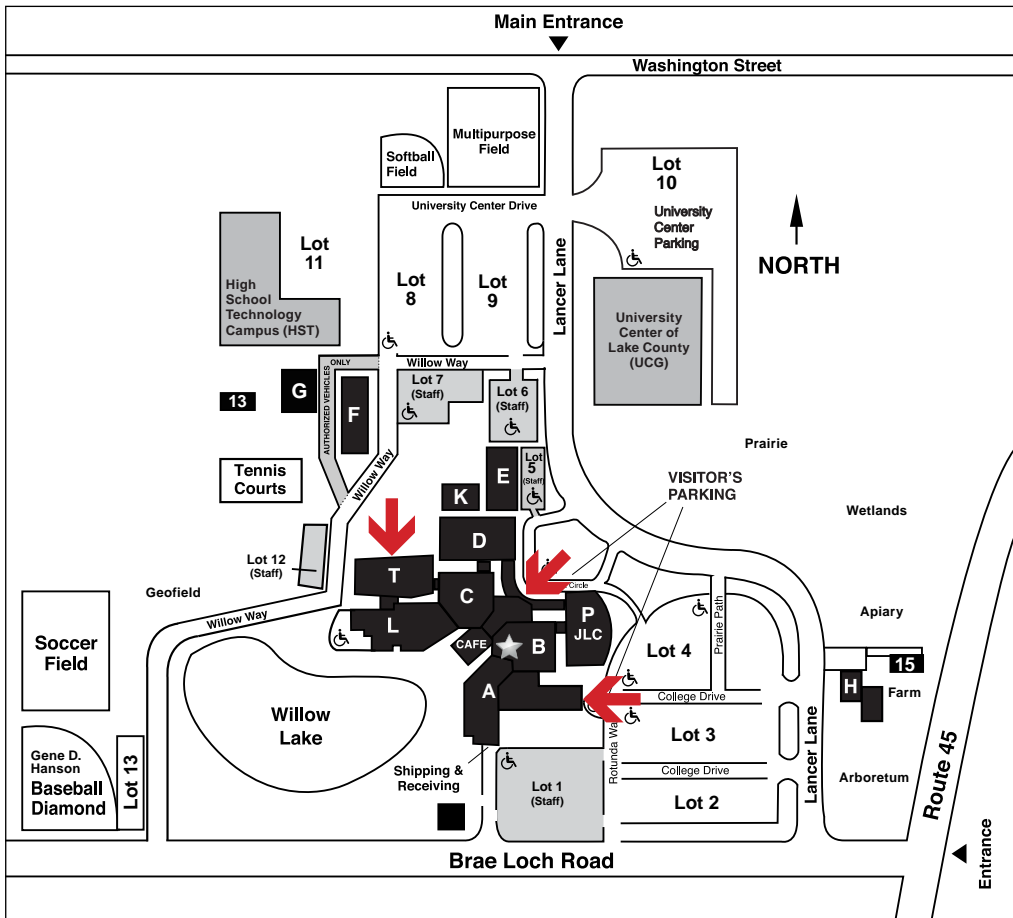 Main Entrance
Washington Street
Multipurpose
Field
Softball
Field
Lot
10
University
Center
Parking
University Center Drive
NORTH
Lot
11
High
School
Technology
Campus (HST)
Lot
8
Lot
9
Lancer Lane
University
Center of
Lake County
(UCG)
ONLY
Willow Way
AUTHORIZED VEHICLES
Lot 7
(Staff)
Lot 6
(Staff)
G
13
F
Prairie
Tennis
Courts
Willow Way
E
Lot
5
(Staff)
VISITOR'S
PARKING
K
Wetlands
D
Lot 12
(Staff)
T
Circle
Geofield
C
P
JLC
Prairie Path
Apiary
Willow Way
L
CAFE
B
Lot 4
Soccer
Field
15
H
Farm
A
College Drive
Willow
Lake
Rotunda Way
Lot 3
Lancer Lane
Gene D.
Hanson
Baseball
Diamond
Lot 13
Shipping &
Receiving
Lot 1
(Staff)
College Drive
Arboretum
Lot 2
Route 45
Brae Loch Road
Entrance